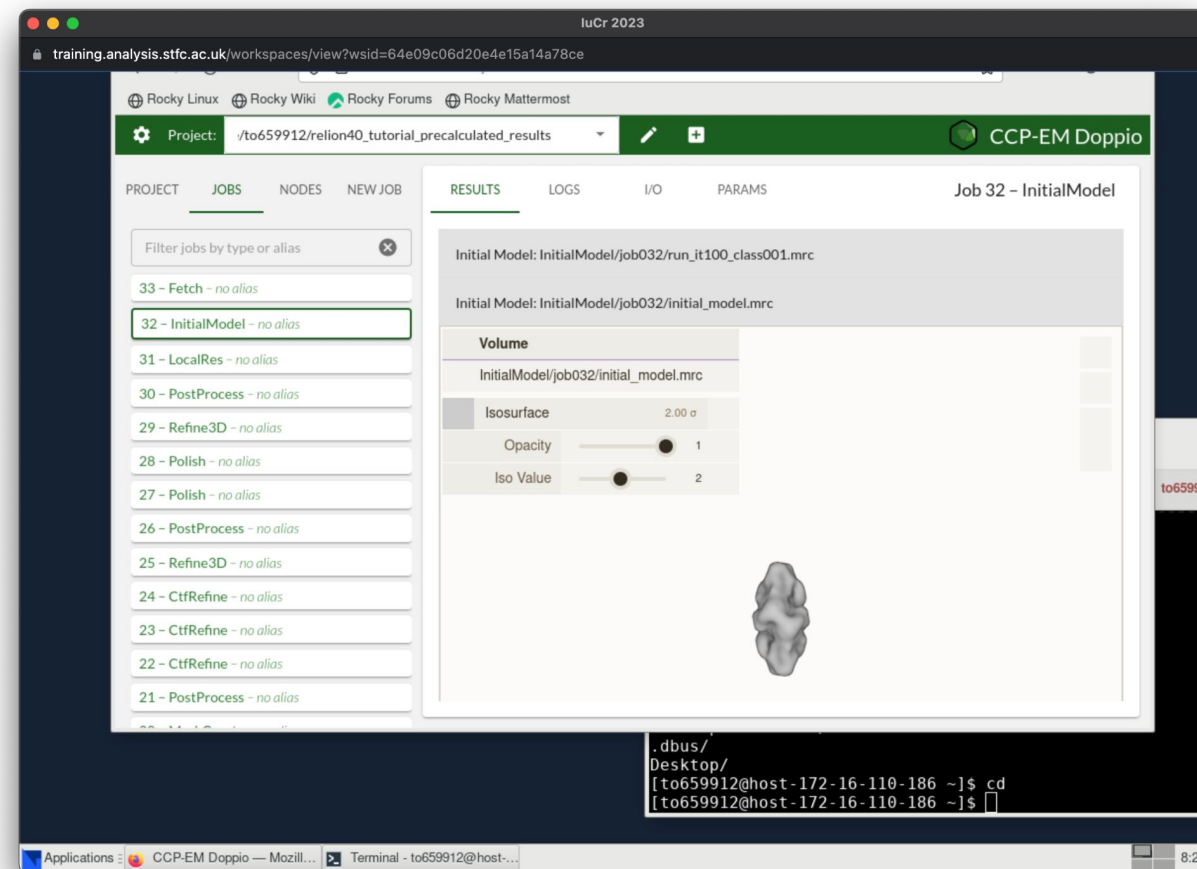 IuCr 2023
training.analysis.stfc.ac.uk/workspaces/view?wsid=64e09c06d20e4e15a14a78ce
Rocky Linux Rocky Wiki Rocky Forums Rocky Mattermost
Project: /to659912/relion40_tutorial_precalculated_results CCP-EM Doppio
PROJECT JOBS NODES NEW JOB
RESULTS LOGS I/O PARAMS Job 32 – InitialModel
Filter jobs by type or alias
33 – Fetch – no alias
32 – InitialModel – no alias
31 – LocalRes – no alias
30 – PostProcess – no alias
29 – Refine3D – no alias
28 – Polish – no alias
27 – Polish – no alias
26 – PostProcess – no alias
25 – Refine3D – no alias
24 – CtfRefine – no alias
23 – CtfRefine – no alias
22 – CtfRefine – no alias
21 – PostProcess – no alias
Initial Model: InitialModel/job032/run_it100_class001.mrc
Initial Model: InitialModel/job032/initial_model.mrc
Volume
InitialModel/job032/initial_model.mrc
Isosurface 2.00 σ
Opacity 1
Iso Value 2
to6599
.dbus/
Desktop/
[to659912@host-172-16-110-186 ~]$ cd
[to659912@host-172-16-110-186 ~]$
Applications CCP-EM Doppio — Mozill... Terminal - to659912@host-... 8:2